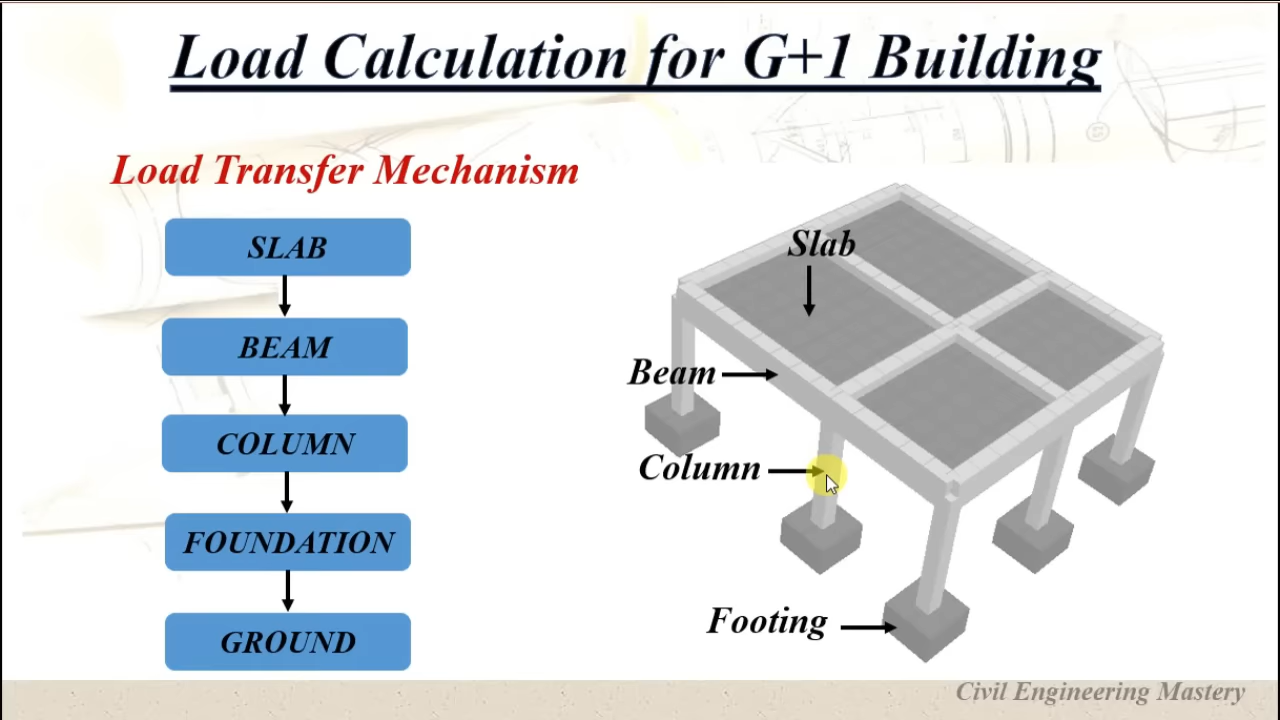 Load Calculation for G+1 Building
Load Transfer Mechanism
SLAB
BEAM
COLUMN
FOUNDATION
GROUND
Slab
Beam
Column
Footing
Civil Engineering Mastery